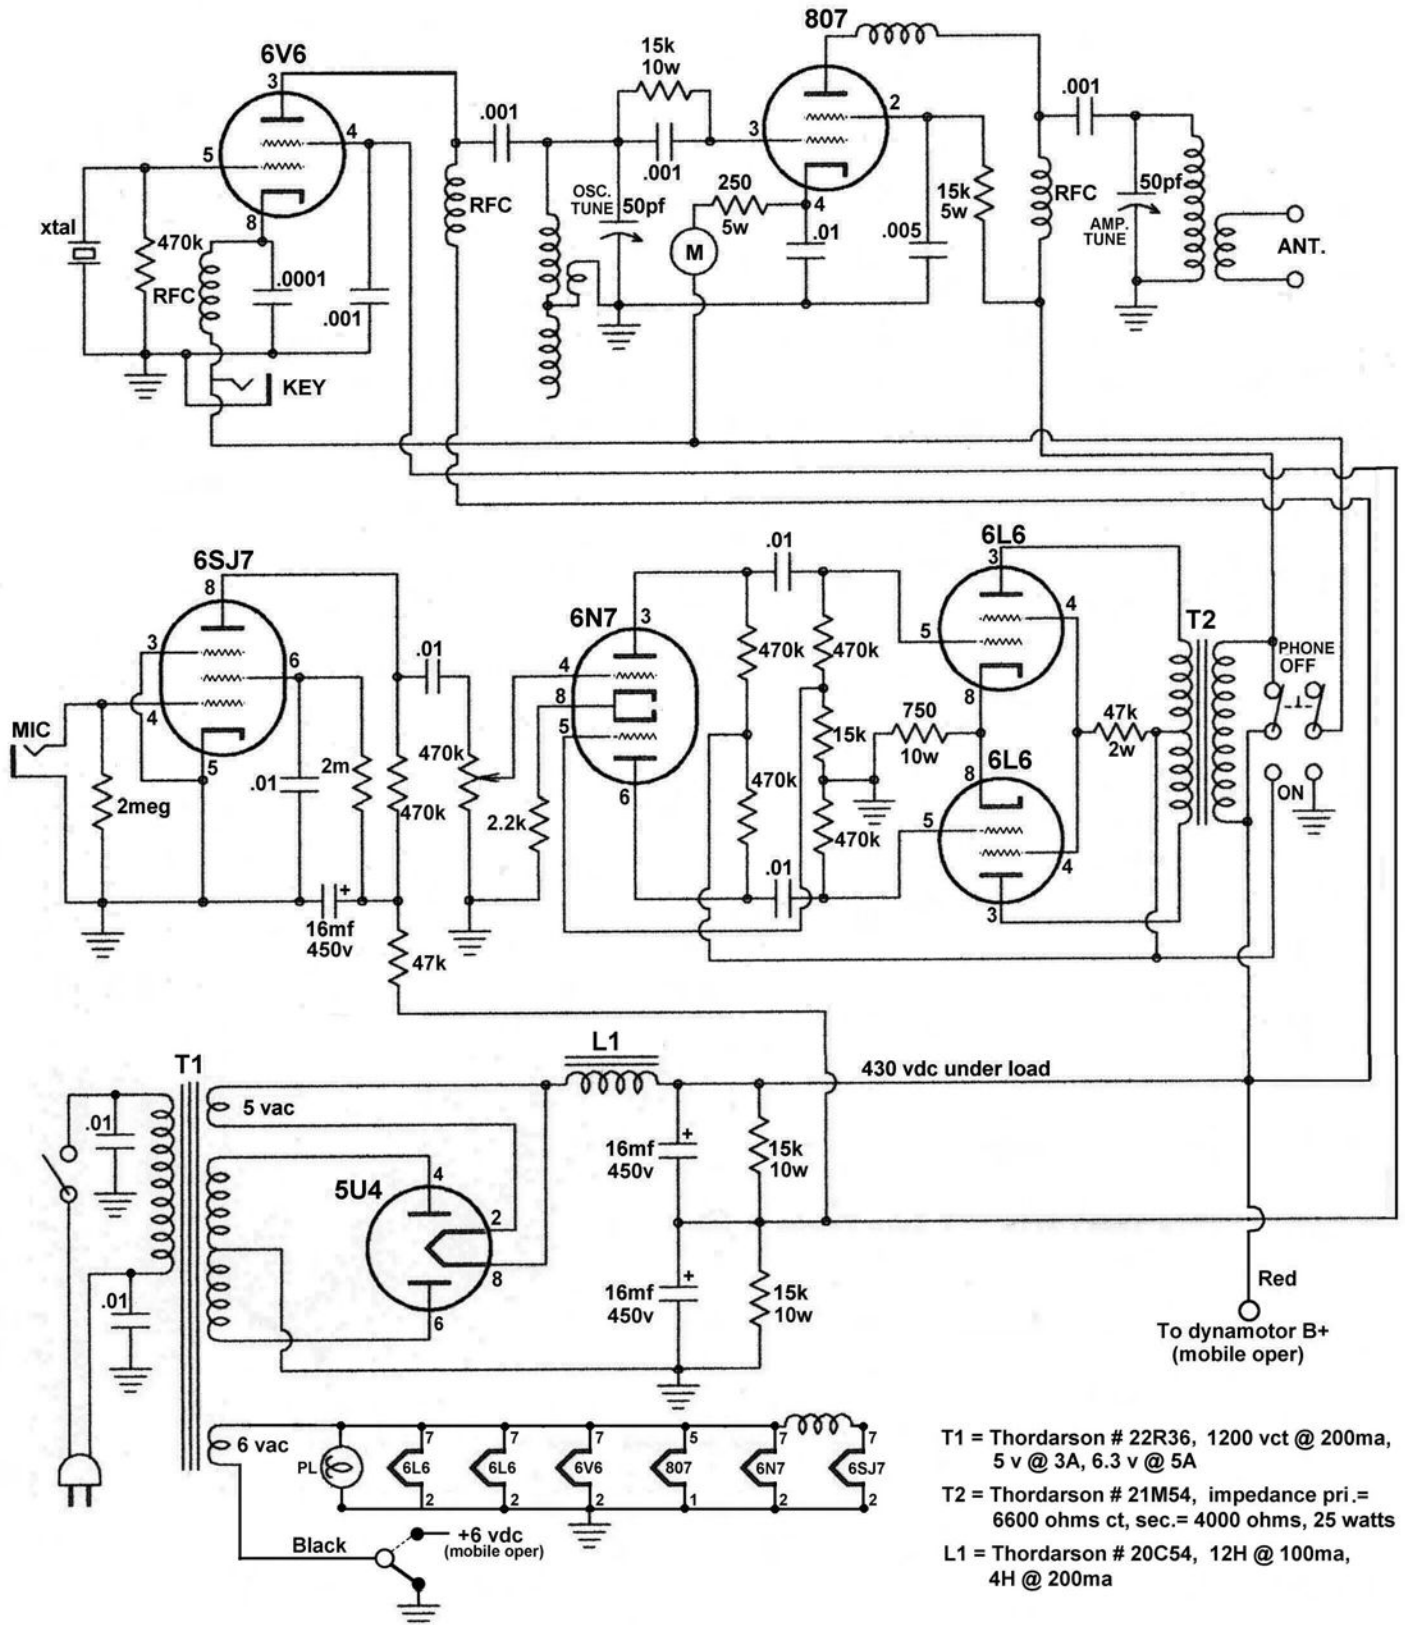 6V6
3
4
5
8
xtal
470k
RFC
.0001
.001
KEY
RFC
.001
15k
10w
.001
OSC.
TUNE
50pf
807
2
3
4
250
5w
M
.01
.005
15k
5w
RFC
.001
50pf
AMP.
TUNE
ANT.
6SJ7
8
3
6
4
5
MIC
2meg
.01
2m
470k
16mf
450v
+
47k
.01
470k
2.2k
6N7
3
4
8
5
6
470k
470k
.01
470k
15k
470k
.01
6L6
3
4
5
8
750
10w
47k
2w
6L6
8
5
4
3
T2
PHONE
OFF
ON
T1
.01
.01
5 vac
5U4
4
2
8
6
L1
430 vdc under load
16mf
450v
+
15k
10w
16mf
450v
+
15k
10w
Red
To dynamotor B+
(mobile oper)
6 vac
PL
7
6L6
2
7
6L6
2
7
6V6
2
5
807
1
7
6N7
2
7
6SJ7
2
Black
+6 vdc
(mobile oper)
T1 = Thordarson # 22R36, 1200 vct @ 200ma,
5 v @ 3A, 6.3 v @ 5A
T2 = Thordarson # 21M54, impedance pri.=
6600 ohms ct, sec.= 4000 ohms, 25 watts
L1 = Thordarson # 20C54, 12H @ 100ma,
4H @ 200ma